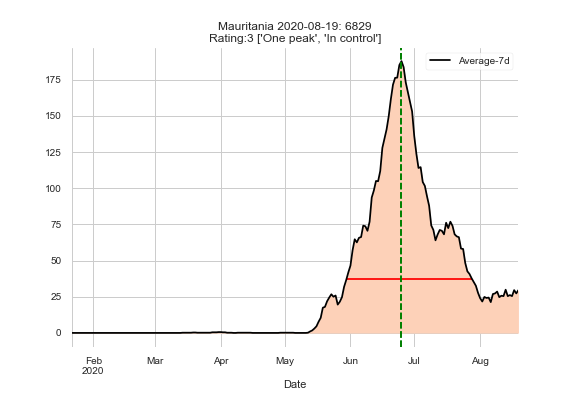 Mauritania 2020-08-19: 6829
Rating:3 ['One peak', 'In control']
Average-7d
175
150
125
100
75
50
25
0
Feb
2020
Mar
Apr
May
Jun
Jul
Aug
Date